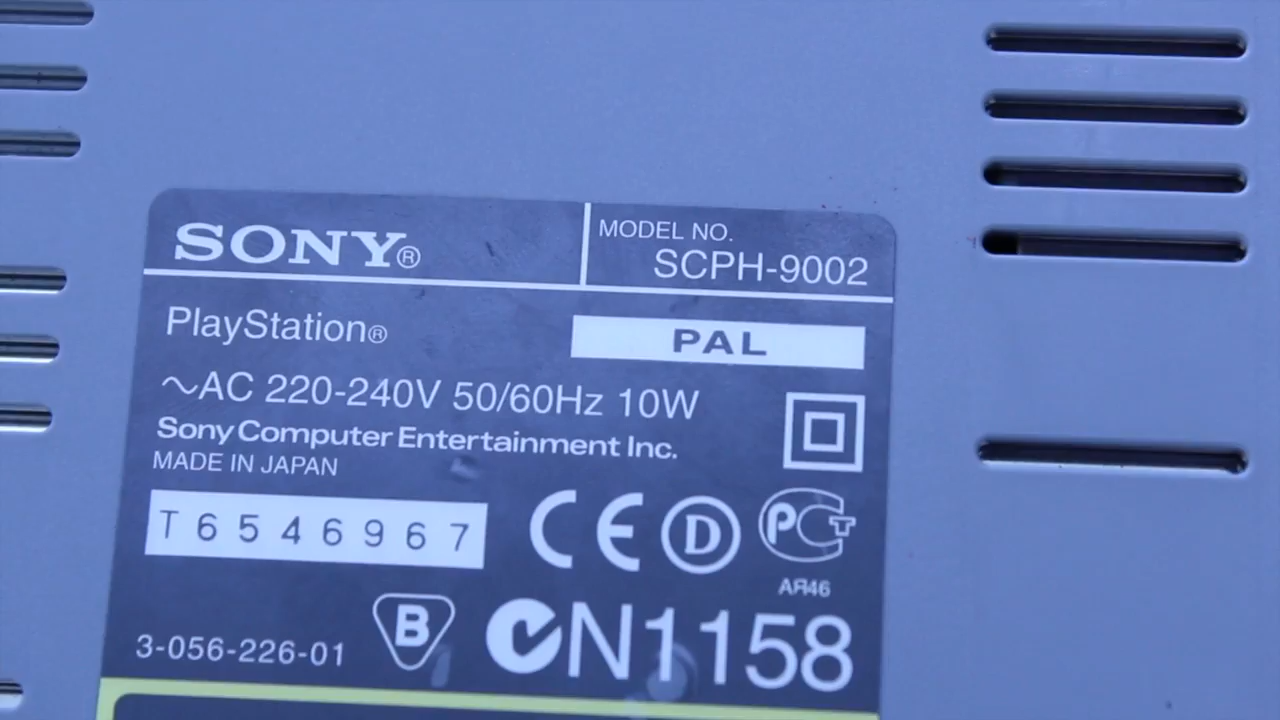 SONY®
MODEL NO.
SCPH-9002
PlayStation®
PAL
~AC 220-240V 50/60Hz 10W
Sony Computer Entertainment Inc.
MADE IN JAPAN
T6546967
CE D PCT
АЯ46
3-056-226-01
B
N1158